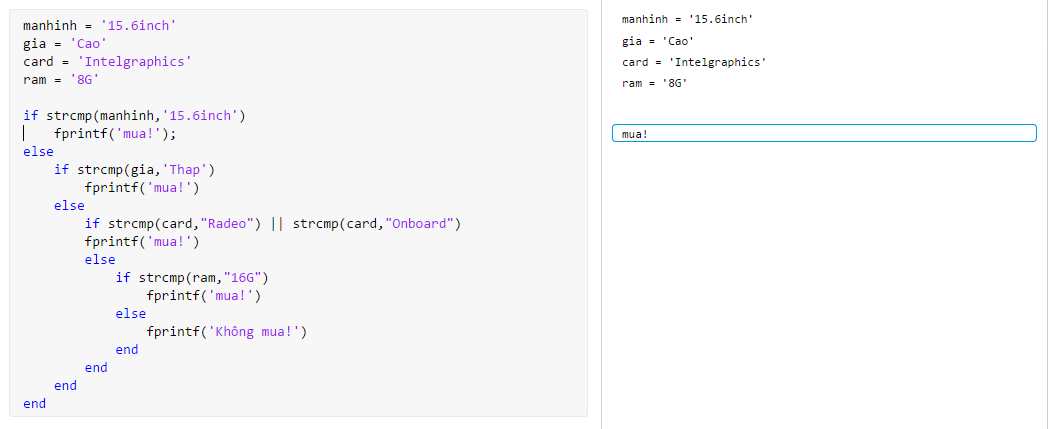 manhinh = '15.6inch'
gia = 'Cao'
card = 'Intelgraphics'
ram = '8G'
if strcmp(manhinh,'15.6inch')
fprintf('mua!');
else
if strcmp(gia,'Thap')
fprintf('mua!')
else
if strcmp(card,"Radeo") || strcmp(card,"Onboard")
fprintf('mua!')
else
if strcmp(ram,"16G")
fprintf('mua!')
else
fprintf('Không mua!')
end
end
end
end
manhinh = '15.6inch'
gia = 'Cao'
card = 'Intelgraphics'
ram = '8G'
mua!